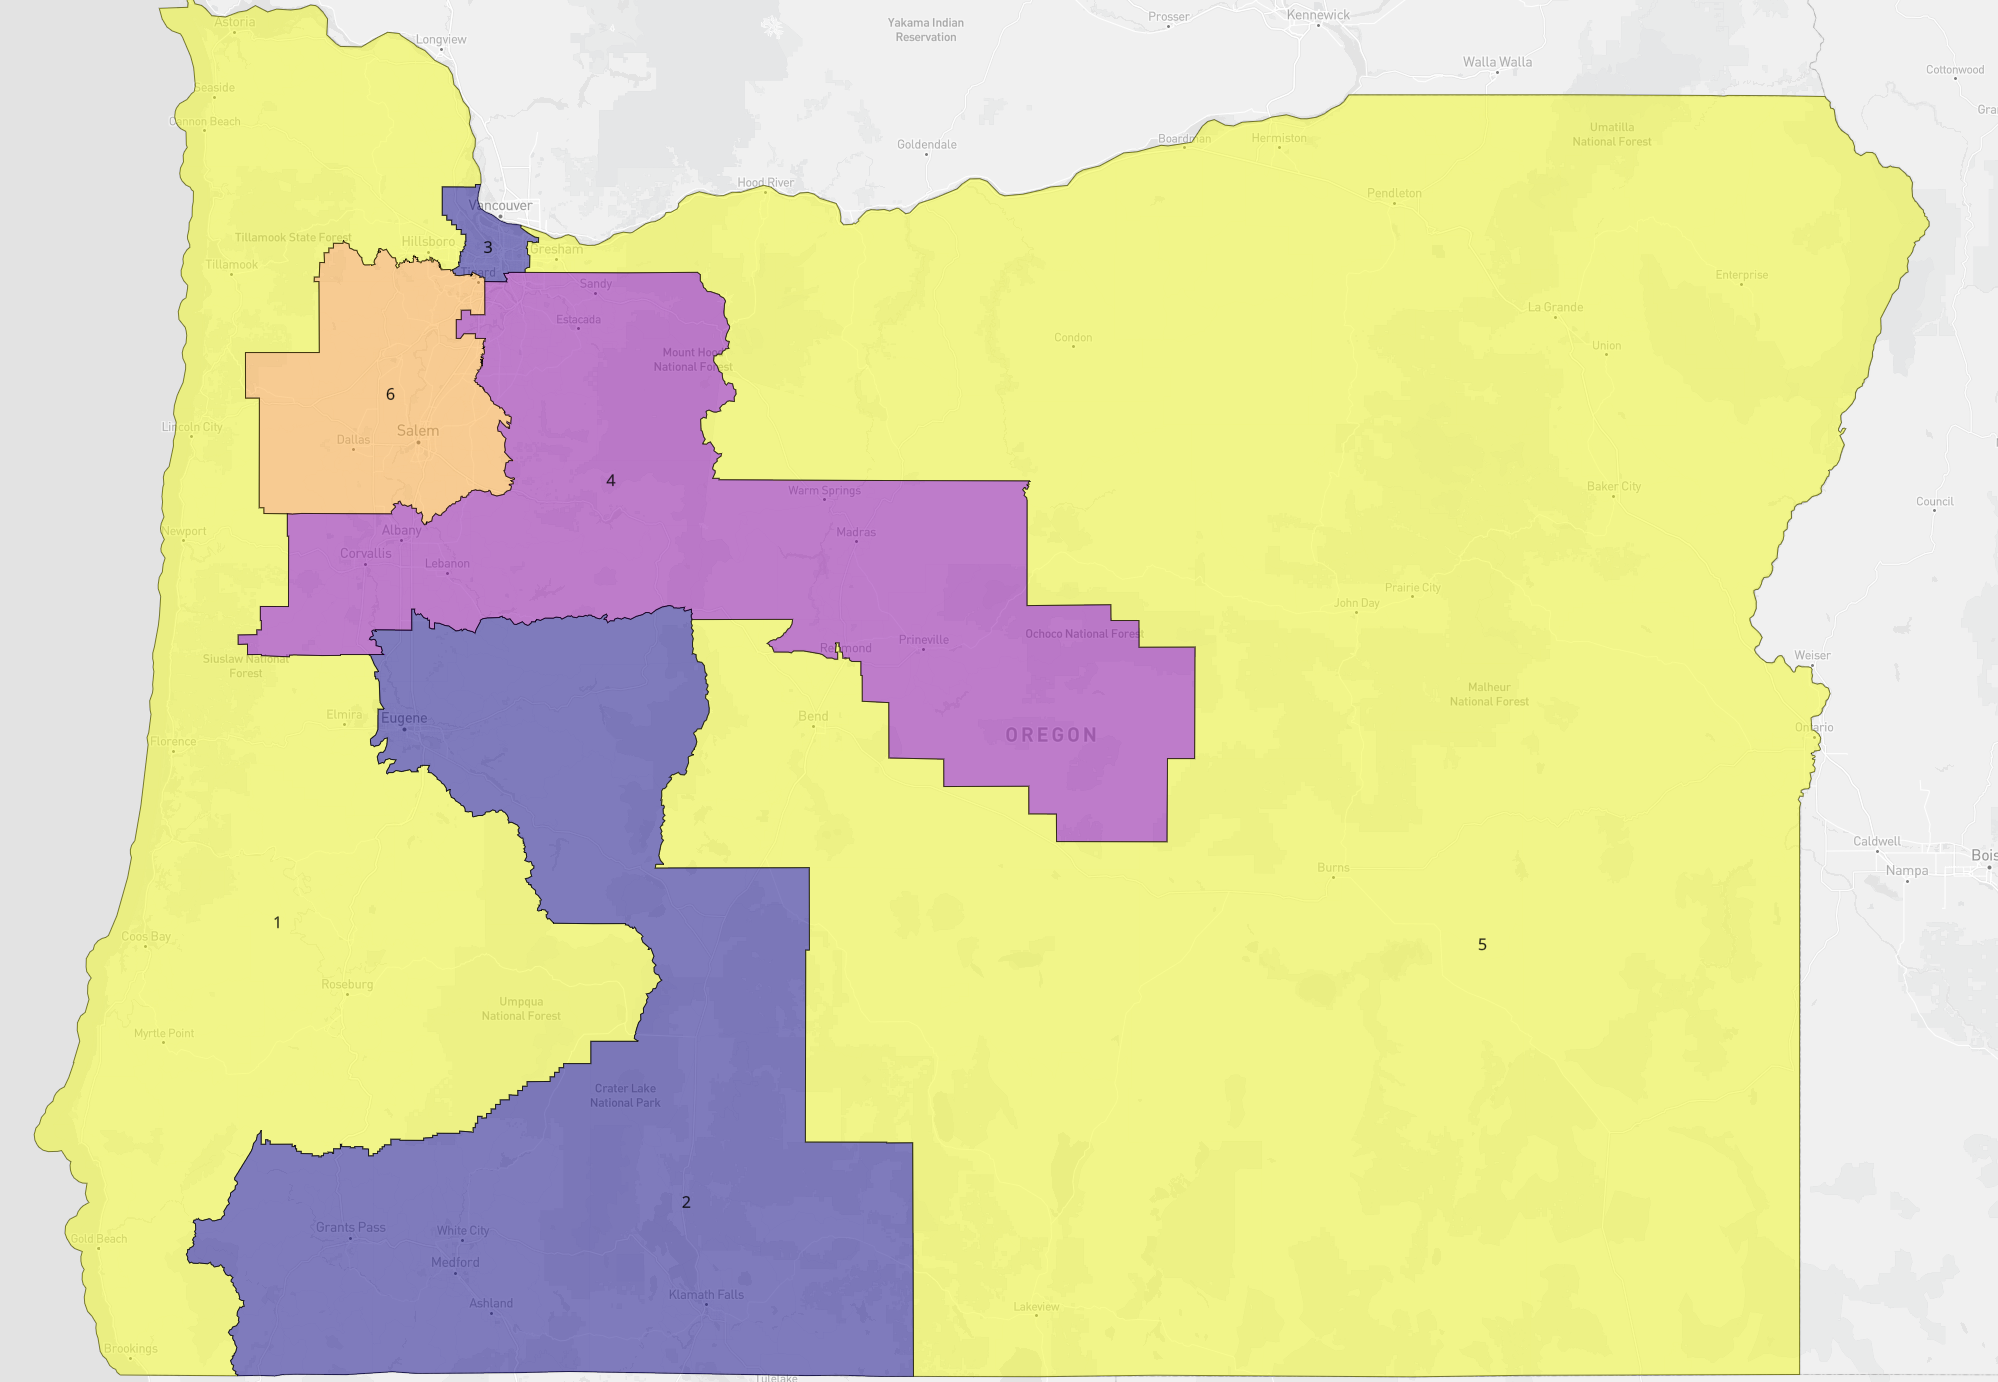 Astoria
Longview
Yakama Indian
Reservation
Prosser
Kennewick
Walla Walla
Cottonwood
Gra
Seaside
Cannon Beach
Goldendale
Boardman
Hermiston
Umatilla
National Forest
Hood River
Pendleton
Vancouver
Tillamook State Forest
Hillsboro
3
Gresham
Tillamook
Tigard
Sandy
Enterprise
Estacada
La Grande
Condon
Union
Mount Hood
National Forest
6
Lincoln City
Dallas
Salem
4
Warm Springs
Baker City
Council
Newport
Albany
Madras
Corvallis
Lebanon
Prairie City
John Day
Ochoco National Forest
Prineville
Redmond
Siuslaw National
Forest
Weiser
Malheur
National Forest
Elmira
Eugene
Bend
OREGON
Ontario
Florence
Caldwell
Bois
Nampa
Burns
1
Coos Bay
5
Roseburg
Umpqua
National Forest
Myrtle Point
Crater Lake
National Park
2
Grants Pass
White City
Gold Beach
Medford
Klamath Falls
Ashland
Lakeview
Brookings
Tulelake